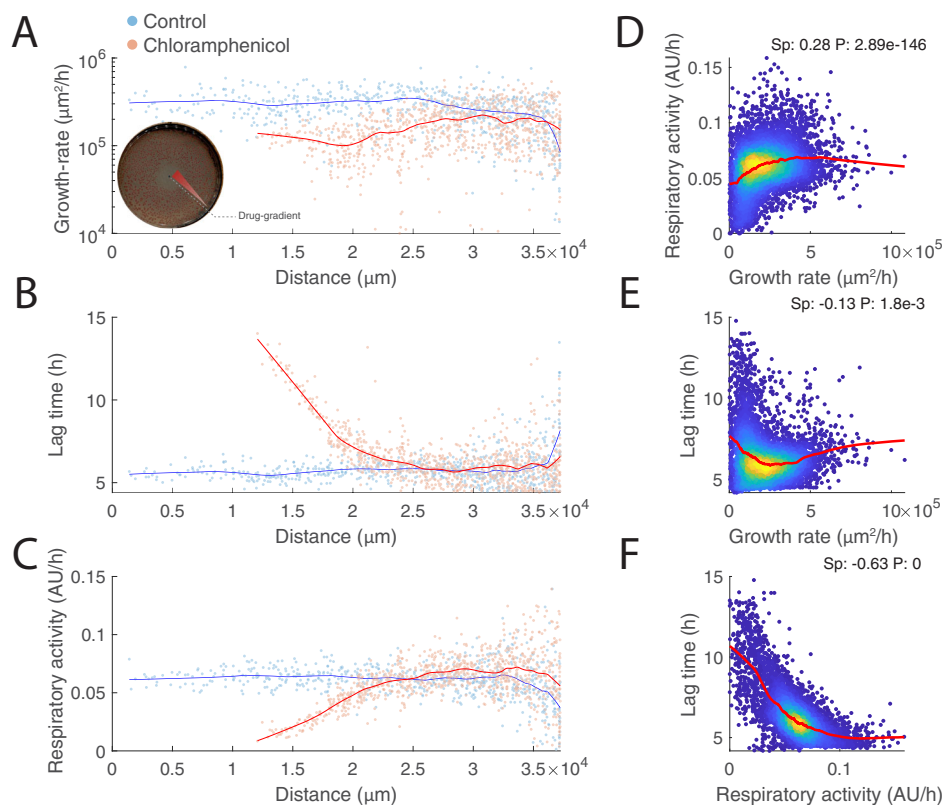 A
Control
Chloramphenicol
Growth-rate (μm²/h)
10⁶
10⁵
10⁴
Drug-gradient
0 0.5 1 1.5 2 2.5 3 3.5×10⁴
Distance (μm)
B
Lag time (h)
15
10
5
0 0.5 1 1.5 2 2.5 3 3.5×10⁴
Distance (μm)
C
Respiratory activity (AU/h)
0.15
0.1
0.05
0
0 0.5 1 1.5 2 2.5 3 3.5×10⁴
Distance (μm)
D
Sp: 0.28 P: 2.89e-146
Respiratory activity (AU/h)
0.15
0.1
0.05
0
0 5 10×10⁵
Growth rate (μm²/h)
E
Sp: -0.13 P: 1.8e-3
Lag time (h)
15
10
5
0 5 10×10⁵
Growth rate (μm²/h)
F
Sp: -0.63 P: 0
Lag time (h)
15
10
5
0 0.1
Respiratory activity (AU/h)